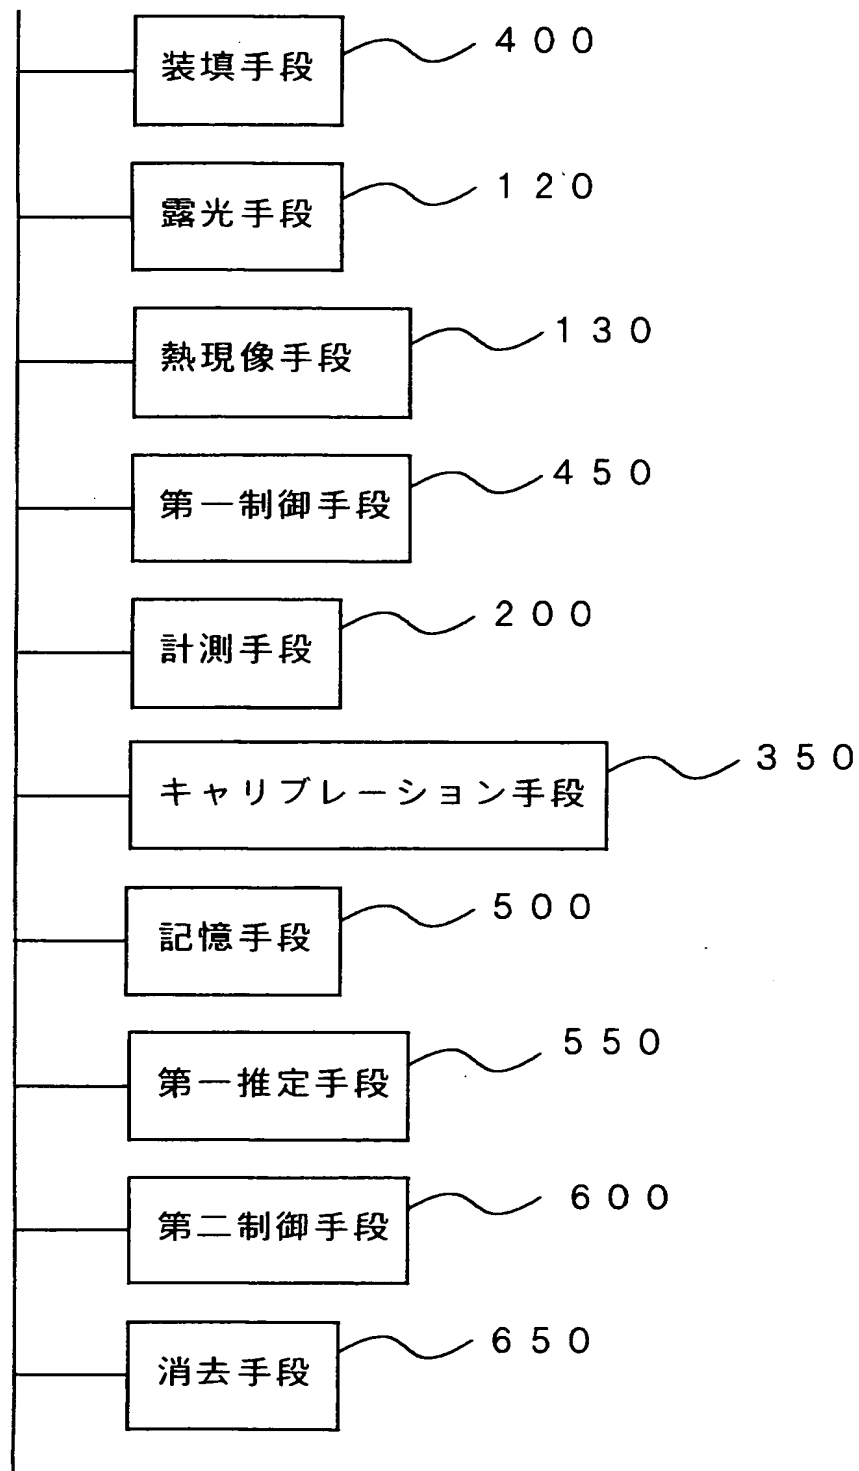 装填手段 400
露光手段 120
熱現像手段 130
第一制御手段 450
計測手段 200
キャリブレーション手段 350
記憶手段 500
第一推定手段 550
第二制御手段 600
消去手段 650